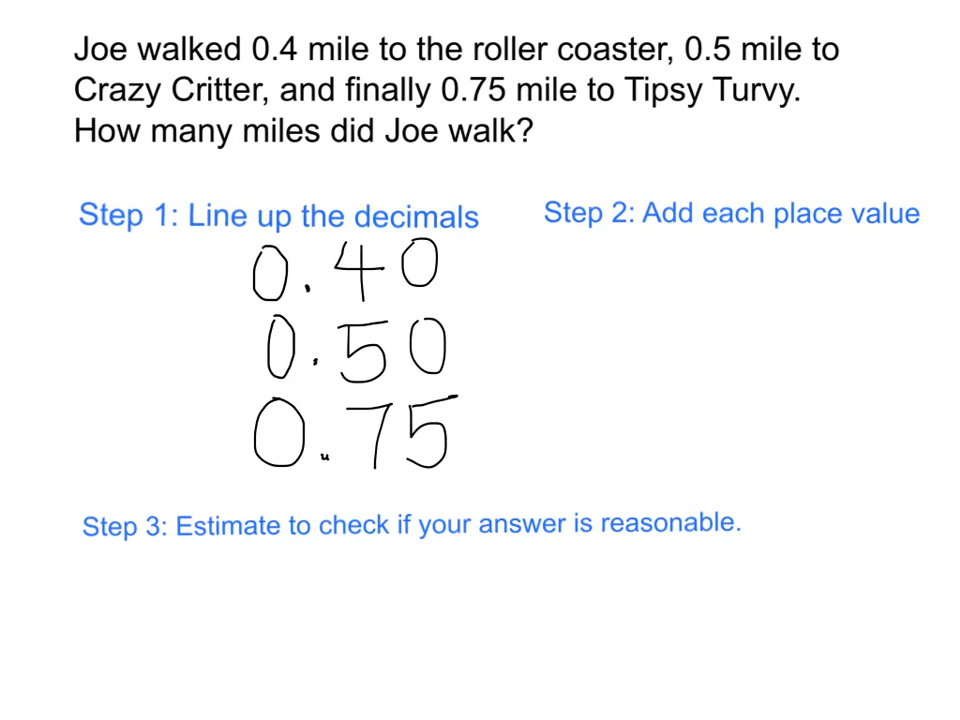 Joe walked 0.4 mile to the roller coaster, 0.5 mile to
Crazy Critter, and finally 0.75 mile to Tipsy Turvy.
How many miles did Joe walk?
Step 1: Line up the decimals
0.40
0.50
0.75
Step 2: Add each place value
Step 3: Estimate to check if your answer is reasonable.